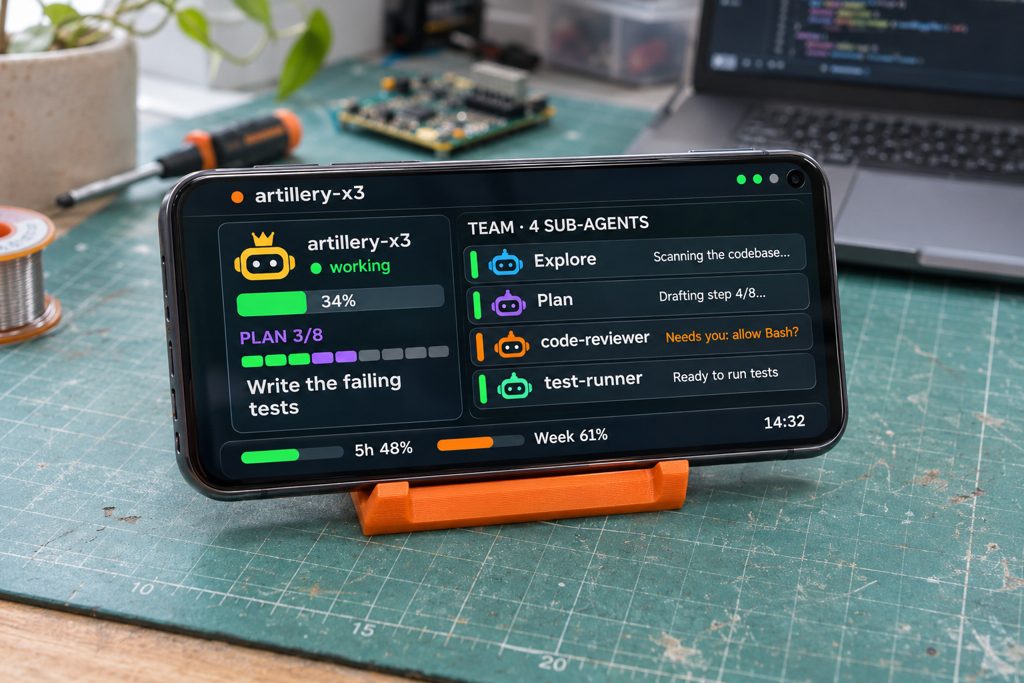 artillery-x3
artillery-x3
working
34%
PLAN 3/8
Write the failing
tests
TEAM · 4 SUB-AGENTS
Explore Scanning the codebase...
Plan Drafting step 4/8...
code-reviewer Needs you: allow Bash?
test-runner Ready to run tests
5h 48% Week 61% 14:32
10
15
20